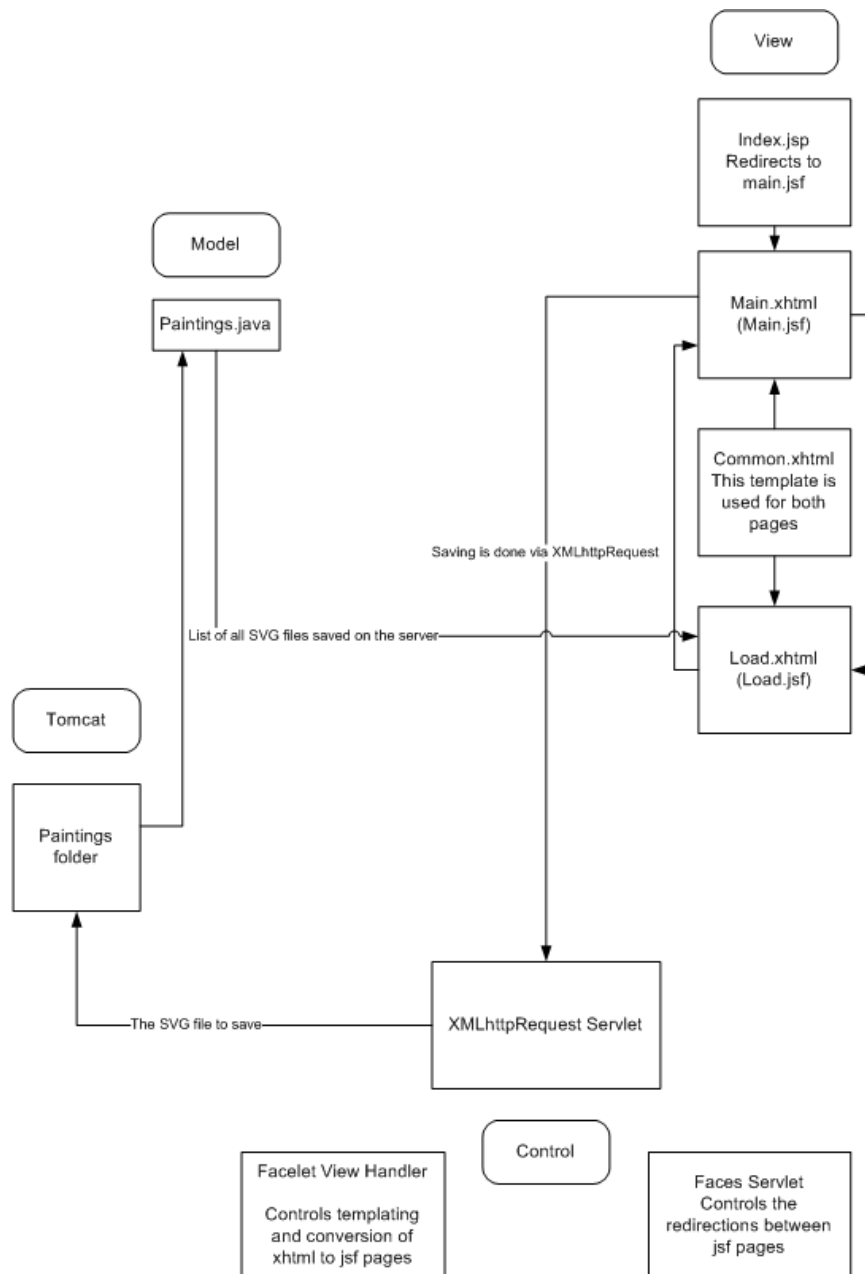 View
Index.jsp
Redirects to
main.jsf
Model
Paintings.java
Main.xhtml
(Main.jsf)
Common.xhtml
This template is
used for both
pages
Saving is done via XMLhttpRequest
List of all SVG files saved on the server
Load.xhtml
(Load.jsf)
Tomcat
Paintings
folder
The SVG file to save
XMLhttpRequest Servlet
Control
Facelet View Handler
Controls templating
and conversion of
xhtml to jsf pages
Faces Servlet
Controls the
redirections between
jsf pages